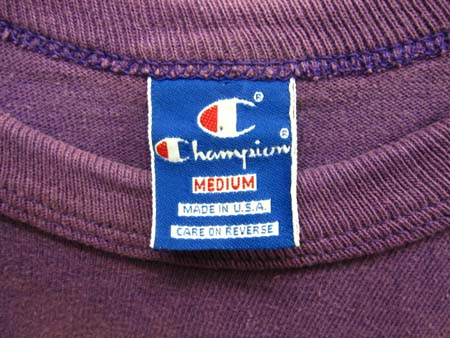 C®
Champion®
MEDIUM
MADE IN U.S.A.
CARE ON REVERSE